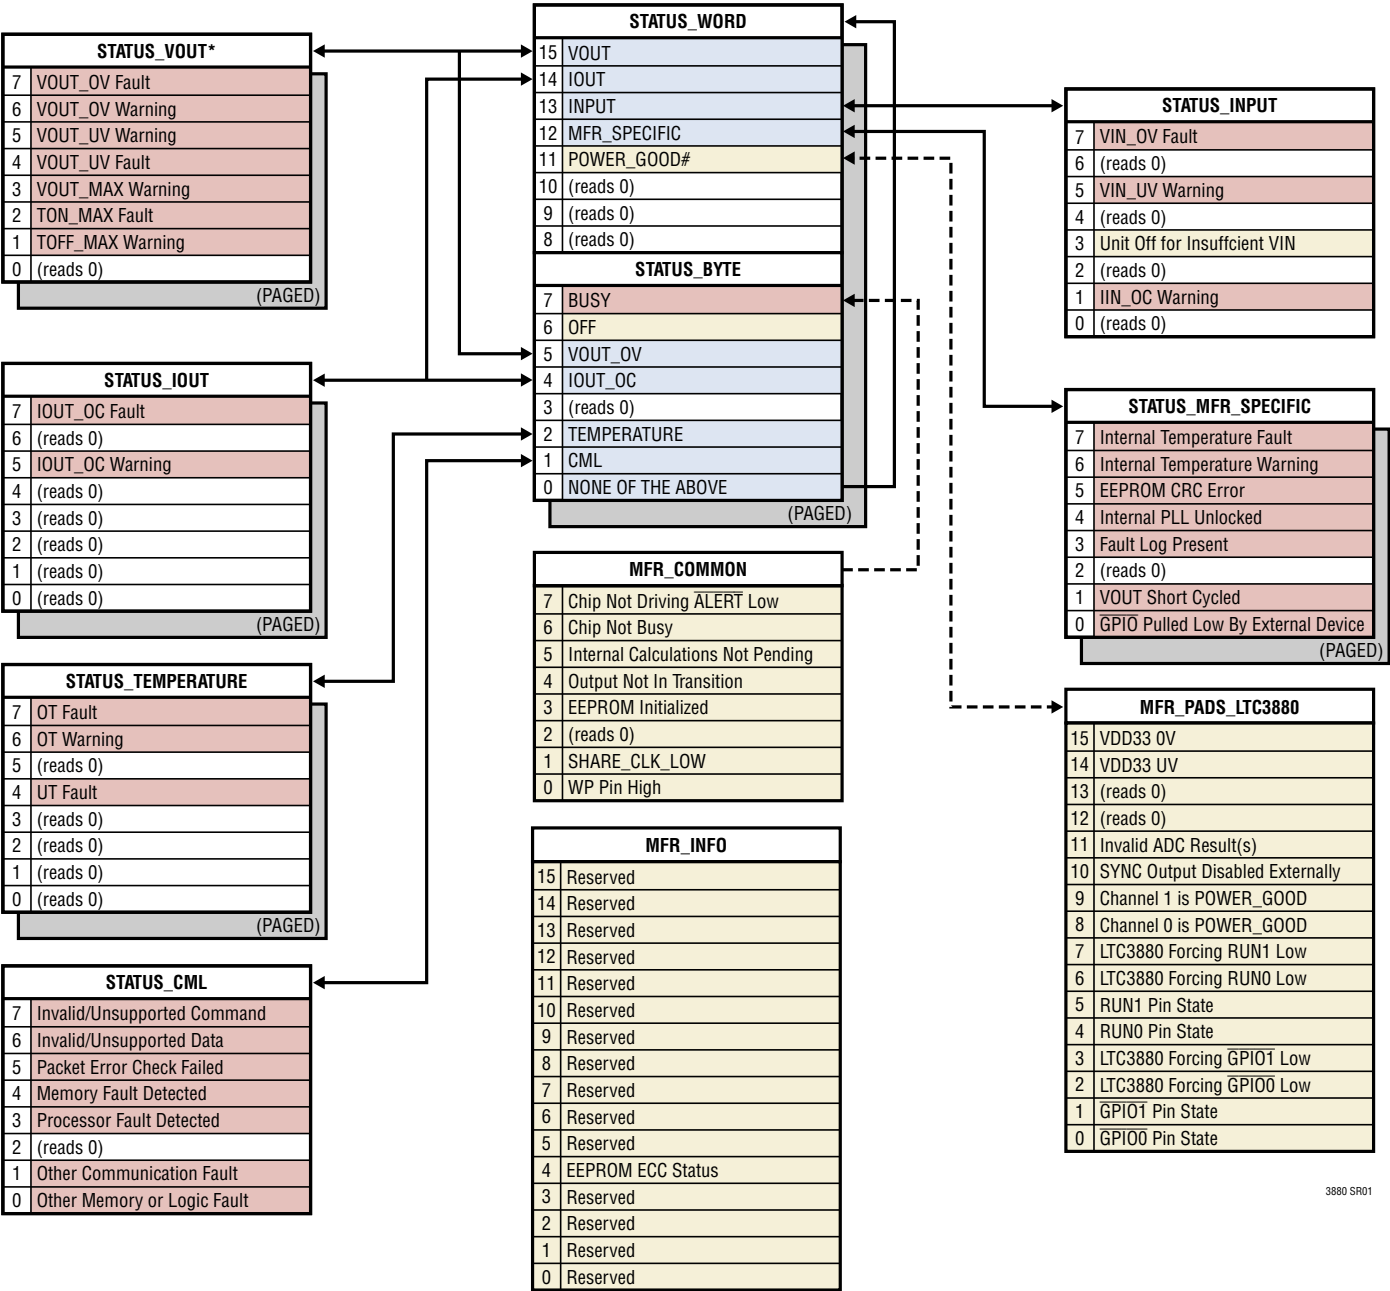 STATUS_VOUT*
7 VOUT_OV Fault
6 VOUT_OV Warning
5 VOUT_UV Warning
4 VOUT_UV Fault
3 VOUT_MAX Warning
2 TON_MAX Fault
1 TOFF_MAX Warning
0 (reads 0)
(PAGED)
STATUS_IOUT
7 IOUT_OC Fault
6 (reads 0)
5 IOUT_OC Warning
4 (reads 0)
3 (reads 0)
2 (reads 0)
1 (reads 0)
0 (reads 0)
(PAGED)
STATUS_TEMPERATURE
7 OT Fault
6 OT Warning
5 (reads 0)
4 UT Fault
3 (reads 0)
2 (reads 0)
1 (reads 0)
0 (reads 0)
(PAGED)
STATUS_CML
7 Invalid/Unsupported Command
6 Invalid/Unsupported Data
5 Packet Error Check Failed
4 Memory Fault Detected
3 Processor Fault Detected
2 (reads 0)
1 Other Communication Fault
0 Other Memory or Logic Fault
STATUS_WORD
15 VOUT
14 IOUT
13 INPUT
12 MFR_SPECIFIC
11 POWER_GOOD#
10 (reads 0)
9 (reads 0)
8 (reads 0)
STATUS_BYTE
7 BUSY
6 OFF
5 VOUT_OV
4 IOUT_OC
3 (reads 0)
2 TEMPERATURE
1 CML
0 NONE OF THE ABOVE
(PAGED)
MFR_COMMON
7 Chip Not Driving ALERT Low
6 Chip Not Busy
5 Internal Calculations Not Pending
4 Output Not In Transition
3 EEPROM Initialized
2 (reads 0)
1 SHARE_CLK_LOW
0 WP Pin High
MFR_INFO
15 Reserved
14 Reserved
13 Reserved
12 Reserved
11 Reserved
10 Reserved
9 Reserved
8 Reserved
7 Reserved
6 Reserved
5 Reserved
4 EEPROM ECC Status
3 Reserved
2 Reserved
1 Reserved
0 Reserved
STATUS_INPUT
7 VIN_OV Fault
6 (reads 0)
5 VIN_UV Warning
4 (reads 0)
3 Unit Off for Insuffcient VIN
2 (reads 0)
1 IIN_OC Warning
0 (reads 0)
STATUS_MFR_SPECIFIC
7 Internal Temperature Fault
6 Internal Temperature Warning
5 EEPROM CRC Error
4 Internal PLL Unlocked
3 Fault Log Present
2 (reads 0)
1 VOUT Short Cycled
0 GPIO Pulled Low By External Device
(PAGED)
MFR_PADS_LTC3880
15 VDD33 OV
14 VDD33 UV
13 (reads 0)
12 (reads 0)
11 Invalid ADC Result(s)
10 SYNC Output Disabled Externally
9 Channel 1 is POWER_GOOD
8 Channel 0 is POWER_GOOD
7 LTC3880 Forcing RUN1 Low
6 LTC3880 Forcing RUN0 Low
5 RUN1 Pin State
4 RUN0 Pin State
3 LTC3880 Forcing GPIO1 Low
2 LTC3880 Forcing GPIO0 Low
1 GPIO1 Pin State
0 GPIO0 Pin State
3880 SR01